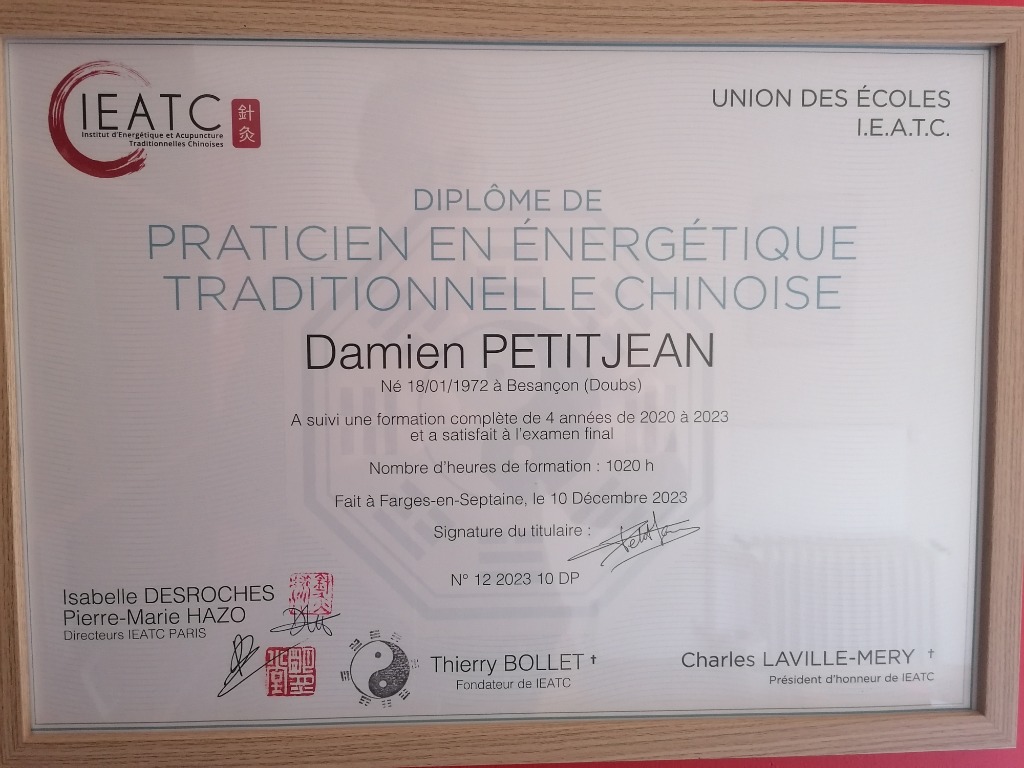 IEATC
針灸
Institut d'Énergétique et Acupuncture
Traditionnelles Chinoises
UNION DES ÉCOLES
I.E.A.T.C.
DIPLÔME DE
PRATICIEN EN ÉNERGÉTIQUE
TRADITIONNELLE CHINOISE
Damien PETITJEAN
Né 18/01/1972 à Besançon (Doubs)
A suivi une formation complète de 4 années de 2020 à 2023
et a satisfait à l'examen final
Nombre d'heures de formation : 1020 h
Fait à Farges-en-Septaine, le 10 Décembre 2023
Signature du titulaire :
N° 12 2023 10 DP
Isabelle DESROCHES
Pierre-Marie HAZO
Directeurs IEATC PARIS
Thierry BOLLET †
Fondateur de IEATC
Charles LAVILLE-MERY †
Président d'honneur de IEATC